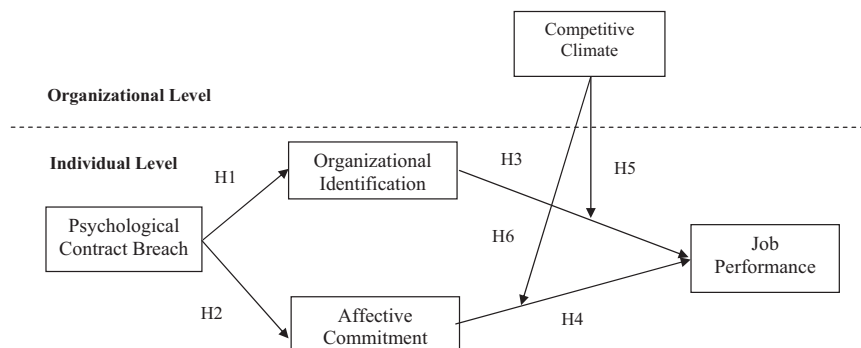 Competitive
Climate
Organizational Level
Individual Level
Organizational
Identification
H1
H3
H5
Psychological
Contract Breach
H6
Job
Performance
H2
Affective
Commitment
H4